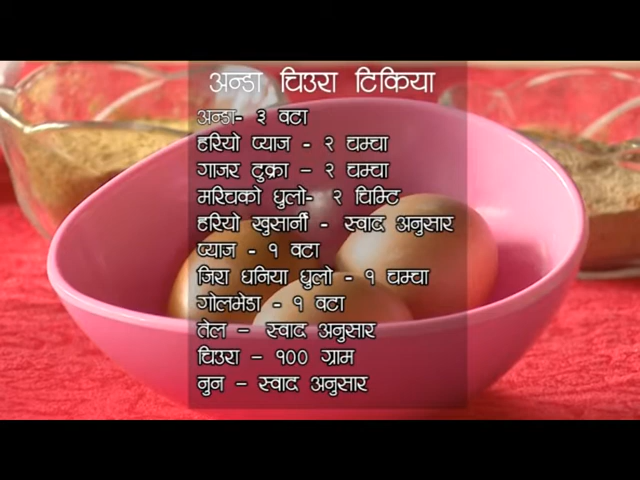 अन्डा चिउरा टिकिया
अन्डा- ३ वटा
हरियो प्याज - २ चम्चा
गाजर टुक्रा – २ चम्चा
मरिचको धुलो- २ चिम्टि
हरियो खुसार्नी - स्वाद अनुसार
प्याज - १ वटा
जिरा धनिया धुलो - १ चम्चा
गोलभेडा - १ वटा
तेल – स्वाद अनुसार
चिउरा – १०० ग्राम
नुन – स्वाद अनुसार